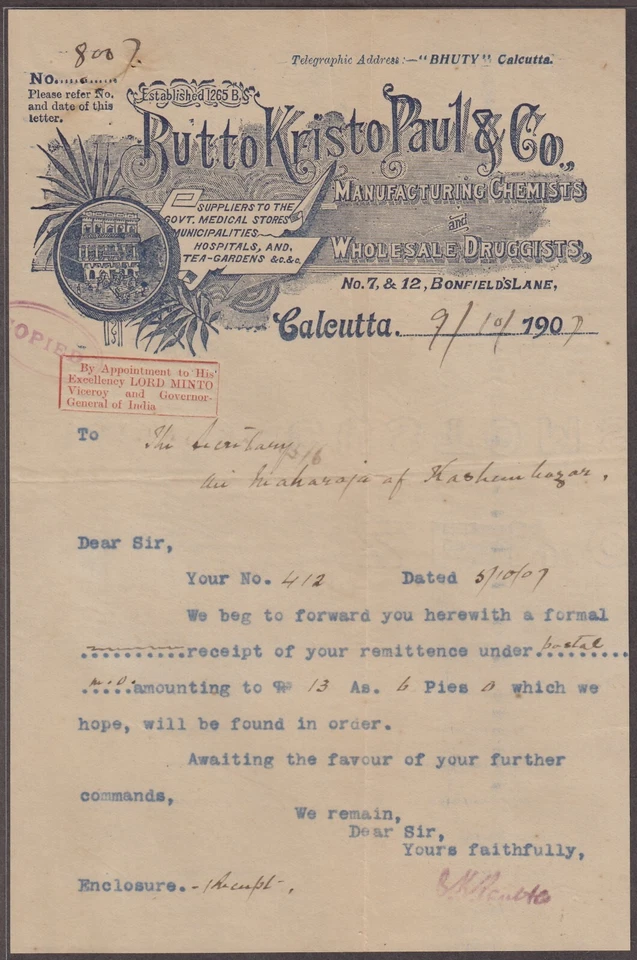 No. 8007.
Please refer No.
and date of this
letter.
Telegraphic Address:—"BHUTY" Calcutta.
Established 1265 B.S.
Butto Kristo Paul & Co.,
SUPPLIERS TO THE
GOVT. MEDICAL STORES
MUNICIPALITIES
HOSPITALS, AND,
TEA-GARDENS &c.&c.
MANUFACTURING CHEMISTS
and
WHOLESALE DRUGGISTS,
No. 7, & 12, BONFIELD'S LANE,
Calcutta. 9/10/1907
COPIED
By Appointment to His
Excellency LORD MINTO
Viceroy and Governor-
General of India
To The Secretary
Maharaja of Kashembazar.
Dear Sir,
Your No. 412 Dated 5/10/07
We beg to forward you herewith a formal
..........receipt of your remittence under postal
m.o. amounting to Rs 13 As. 6 Pies 0 which we
hope, will be found in order.
Awaiting the favour of your further
commands,
We remain,
Dear Sir,
Yours faithfully,
Enclosure.- 1 Receipt.